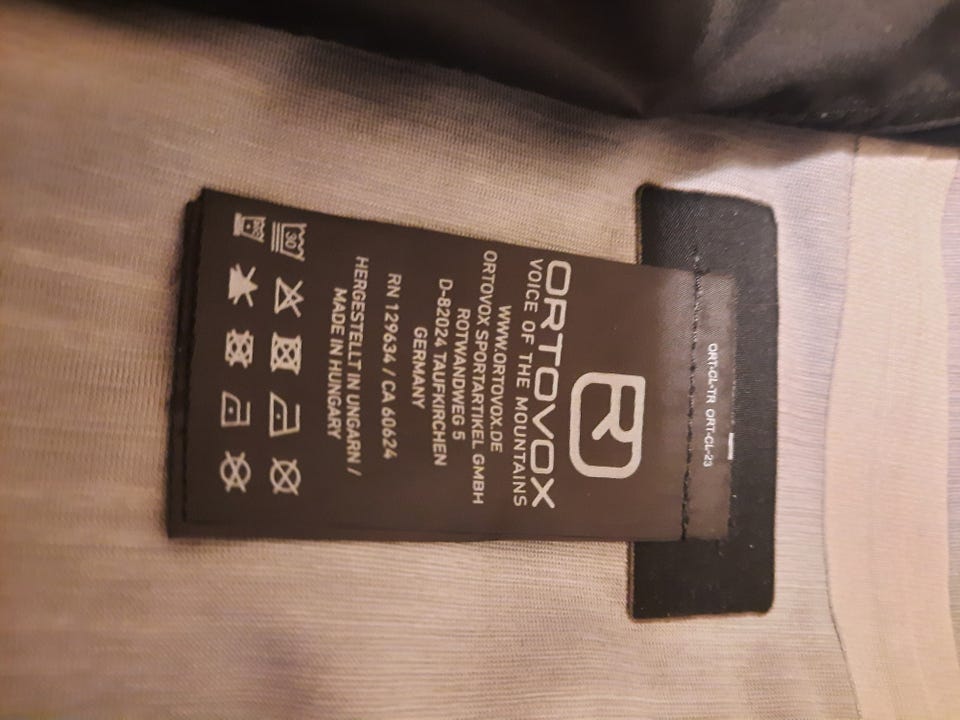 ORT-CL-TR ORT-CL-23
R
ORTOVOX
VOICE OF THE MOUNTAINS
WWW.ORTOVOX.DE
ORTOVOX SPORTARTIKEL GMBH
ROTWANDWEG 5
D-82024 TAUFKIRCHEN
GERMANY
RN 129634 / CA 60624
HERGESTELLT IN UNGARN /
MADE IN HUNGARY
30